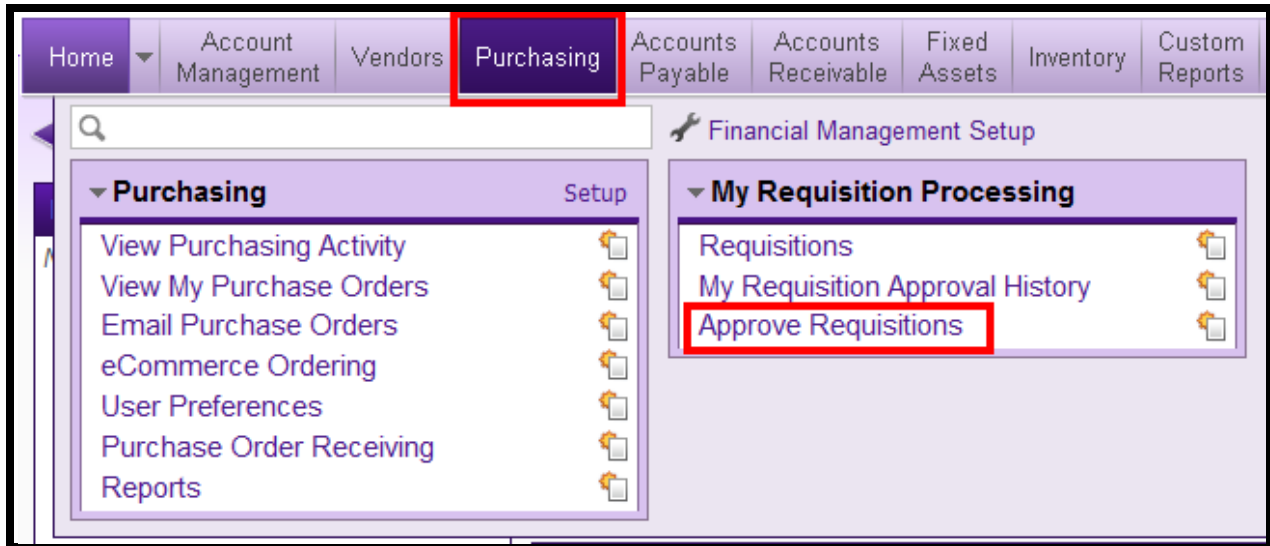 Home
Account
Management
Vendors
Purchasing
Accounts
Payable
Accounts
Receivable
Fixed
Assets
Inventory
Custom
Reports
Financial Management Setup
Purchasing Setup
View Purchasing Activity
View My Purchase Orders
Email Purchase Orders
eCommerce Ordering
User Preferences
Purchase Order Receiving
Reports
My Requisition Processing
Requisitions
My Requisition Approval History
Approve Requisitions